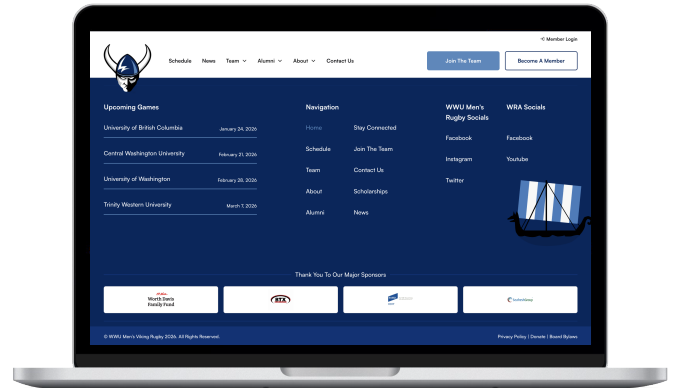 Member Login
Schedule News Team Alumni About Contact Us Join The Team Become A Member
Upcoming Games
University of British Columbia January 24, 2026
Central Washington University February 21, 2026
University of Washington February 28, 2026
Trinity Western University March 7, 2026
Navigation
Home Stay Connected
Schedule Join The Team
Team Contact Us
About Scholarships
Alumni News
WWU Men's
Rugby Socials
Facebook
Instagram
Twitter
WRA Socials
Facebook
Youtube
Thank You To Our Major Sponsors
Worth Davis
Family Fund
BTA
© WWU Men's Viking Rugby 2026. All Rights Reserved.
Privacy Policy | Donate | Board Bylaws